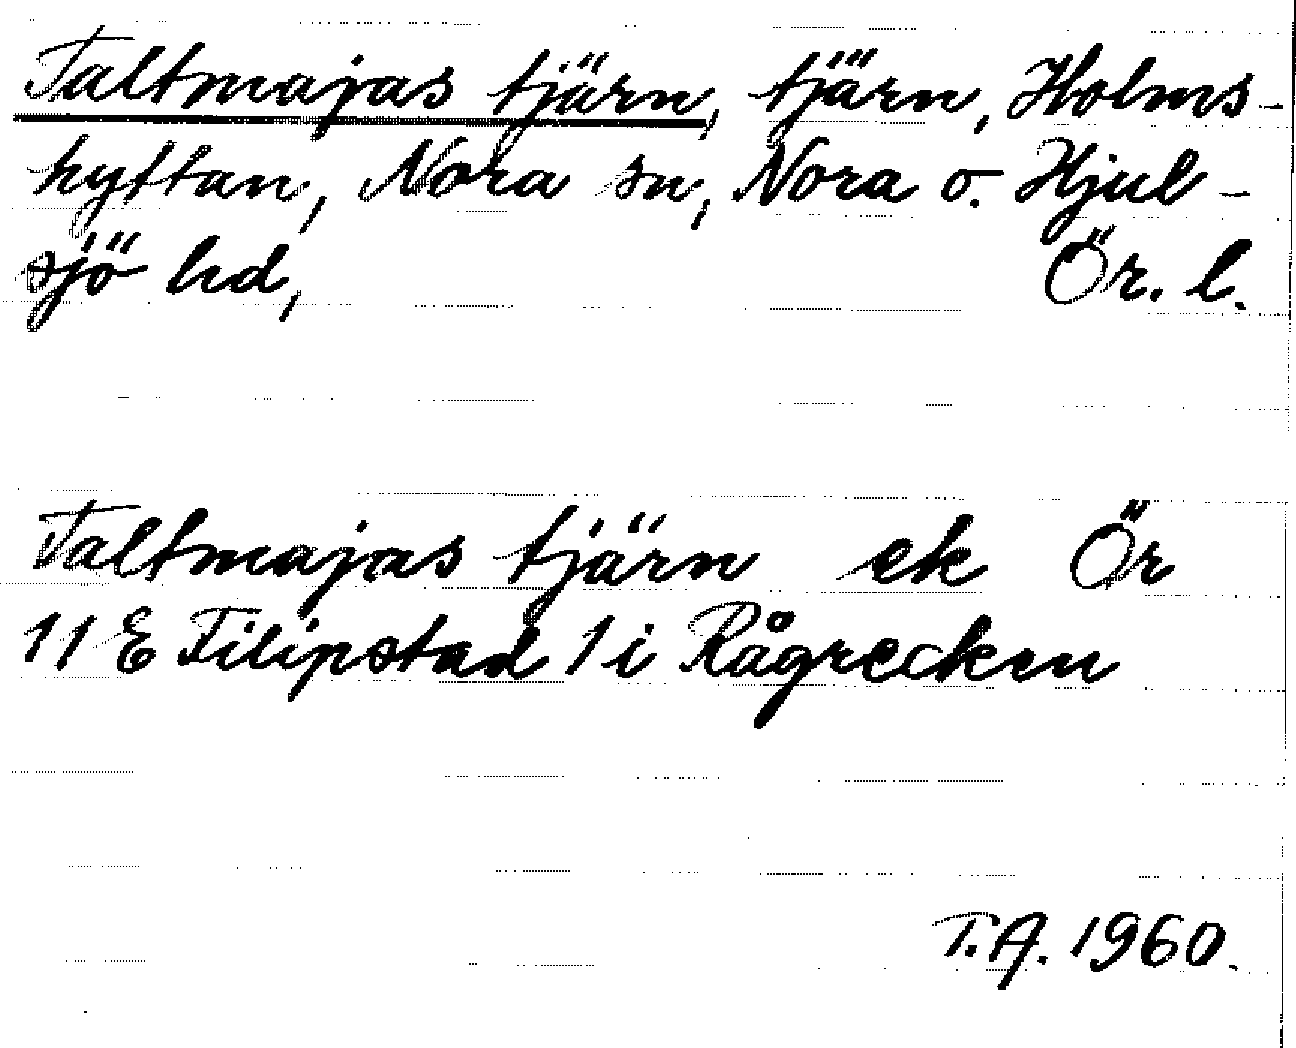 Taltmajas tjärn, tjärn, Holms-
hyttan, Nora sn, Nora o. Hjul-
sjö hd, Ör. l.
Taltmajas tjärn ek Ör
11 E Filipstad 1 i Rågrecken
T.A. 1960.